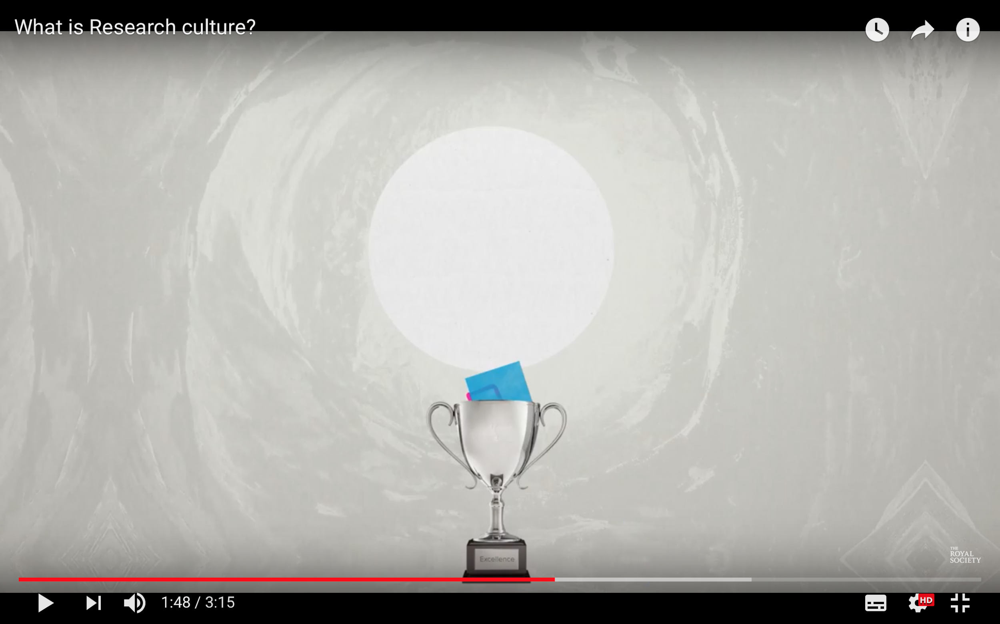 What is Research culture?
Excellence
THE
ROYAL
SOCIETY
1:48 / 3:15
HD